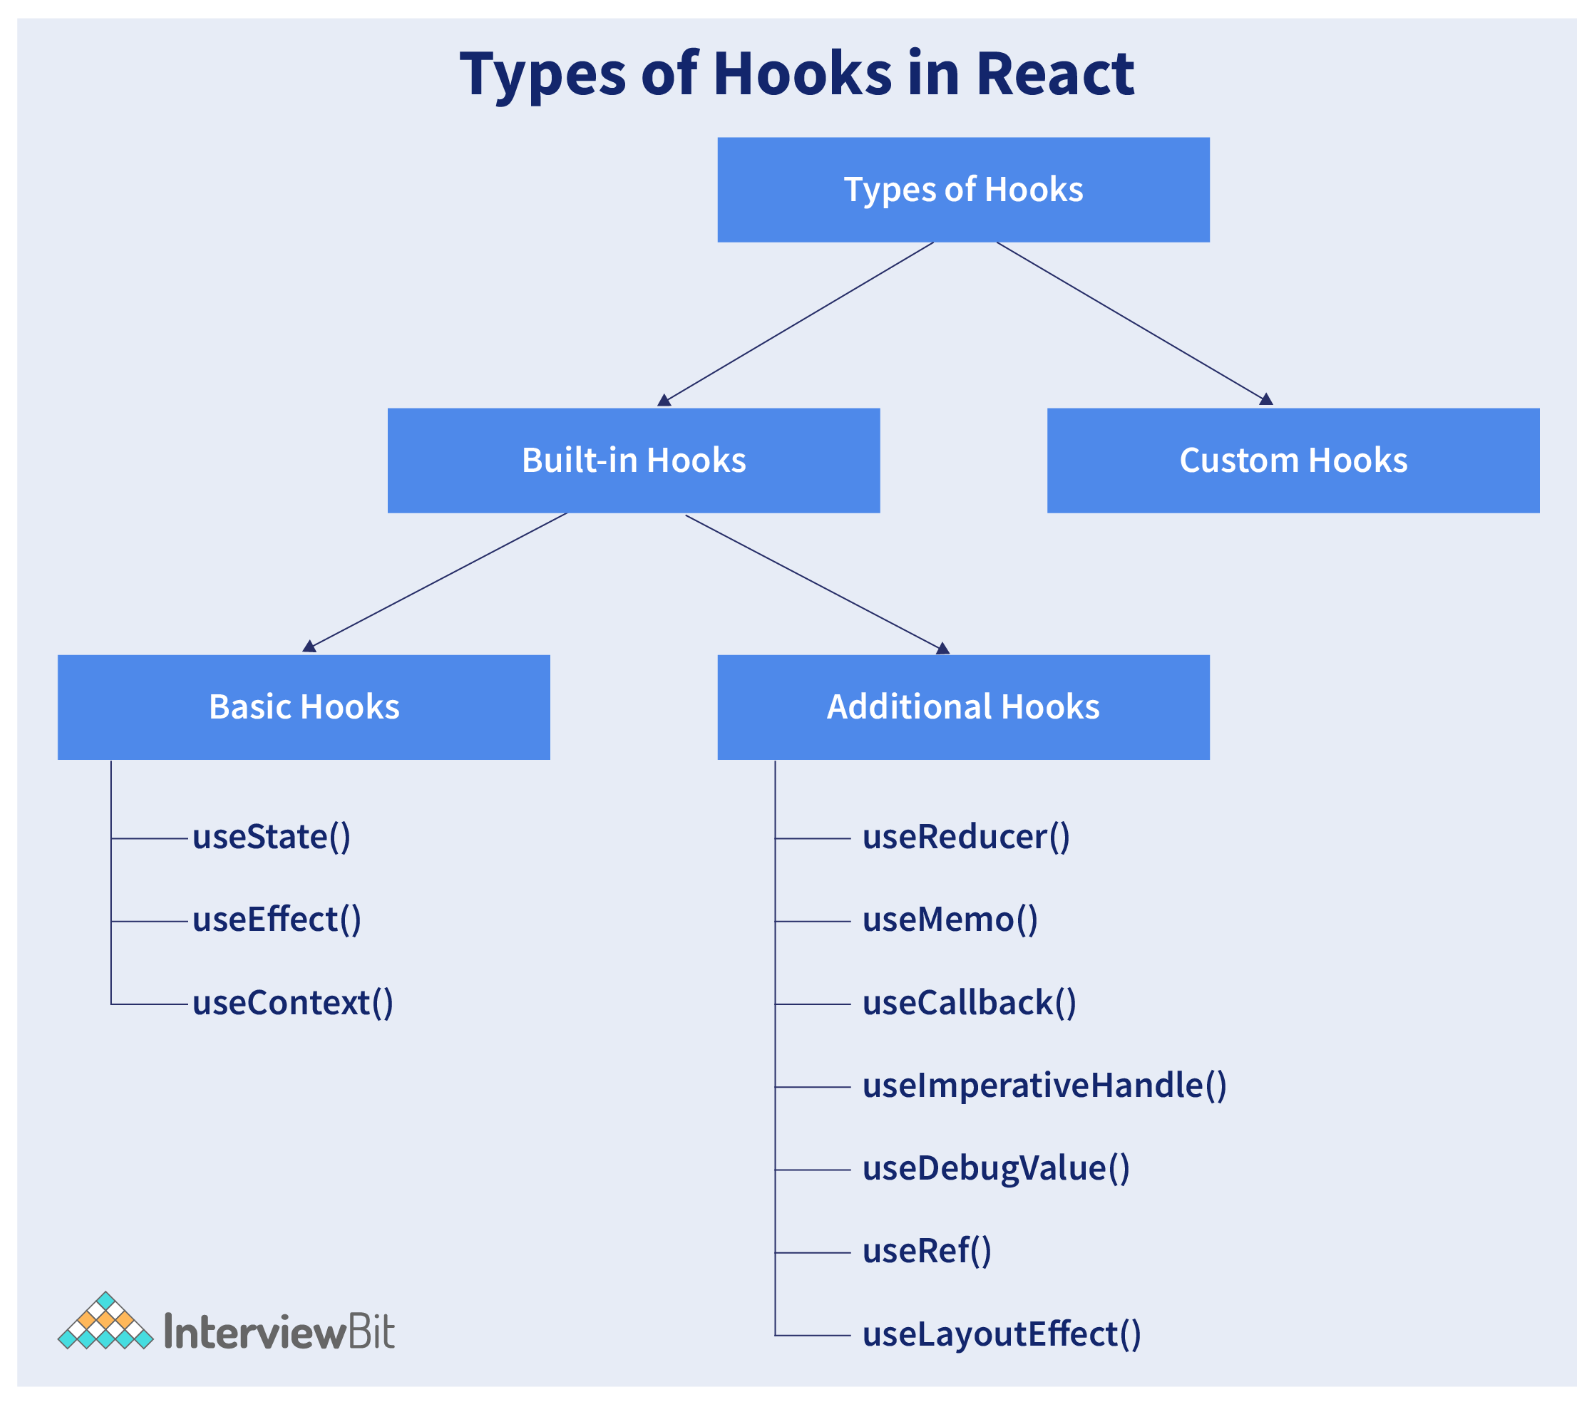 Types of Hooks in React
Types of Hooks
Built-in Hooks
Custom Hooks
Basic Hooks
Additional Hooks
useState()
useEffect()
useContext()
useReducer()
useMemo()
useCallback()
useImperativeHandle()
useDebugValue()
useRef()
useLayoutEffect()
InterviewBit